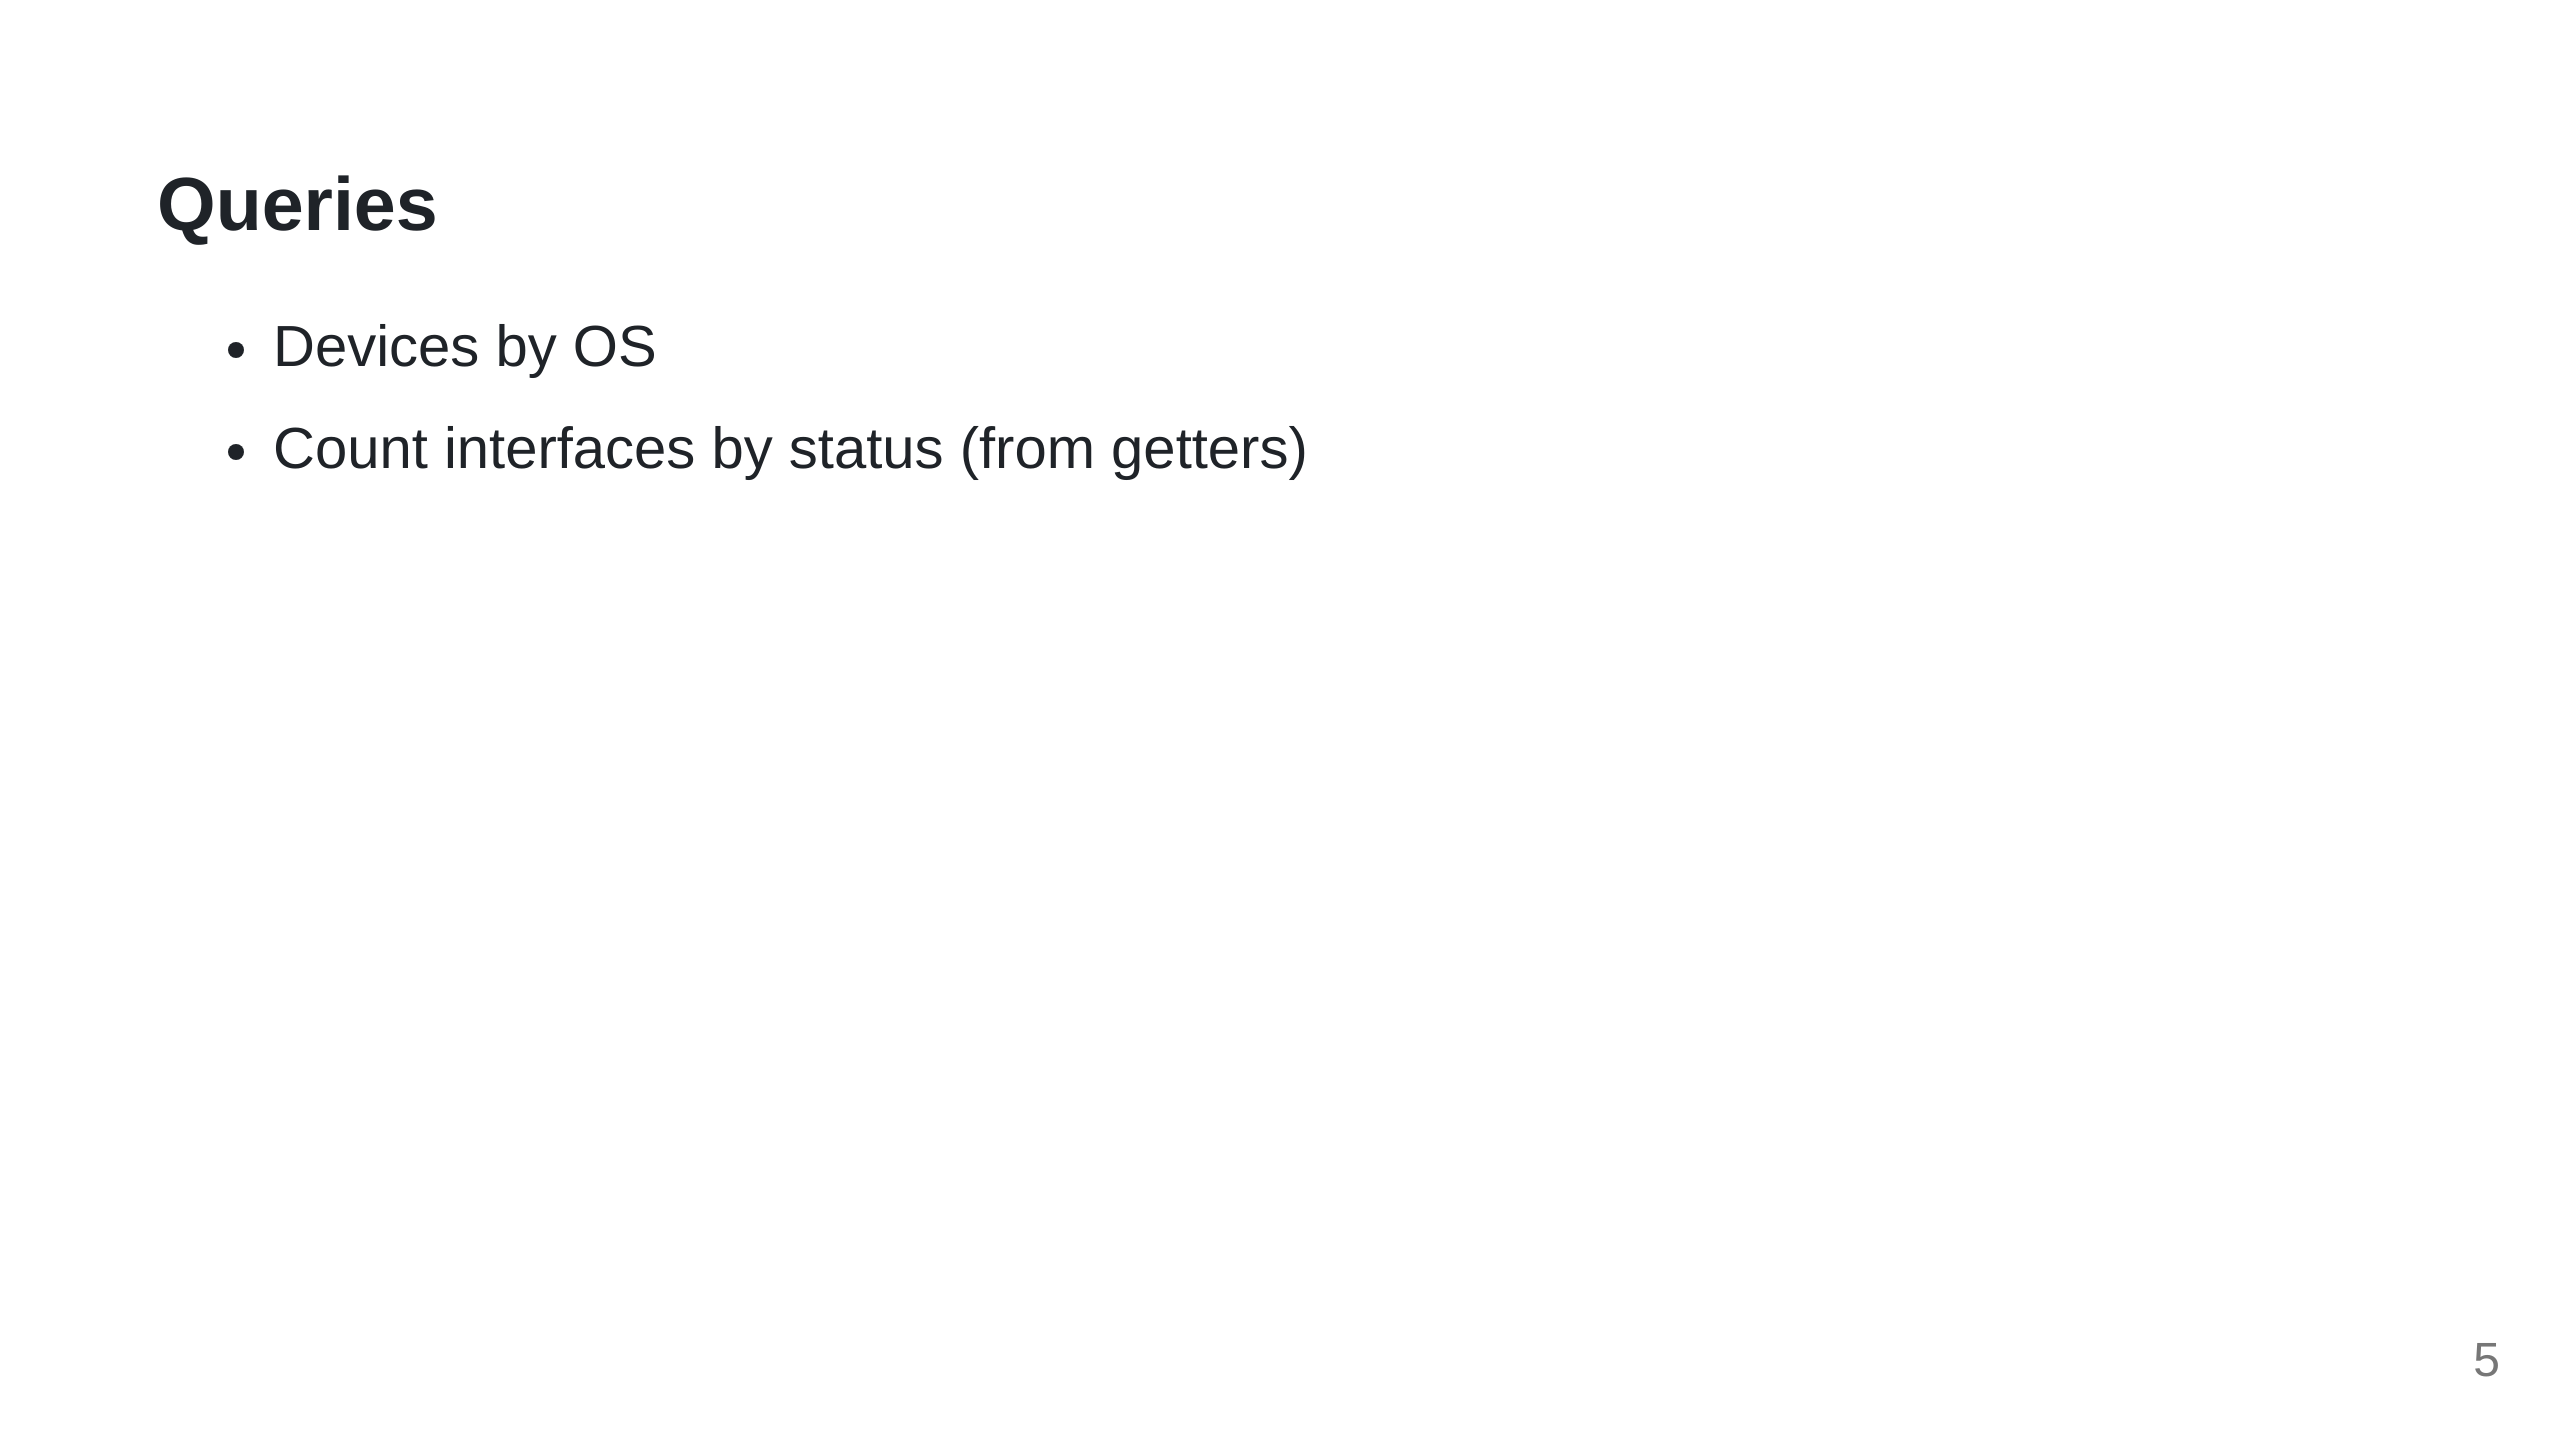 Queries
• Devices by OS
• Count interfaces by status (from getters)
5